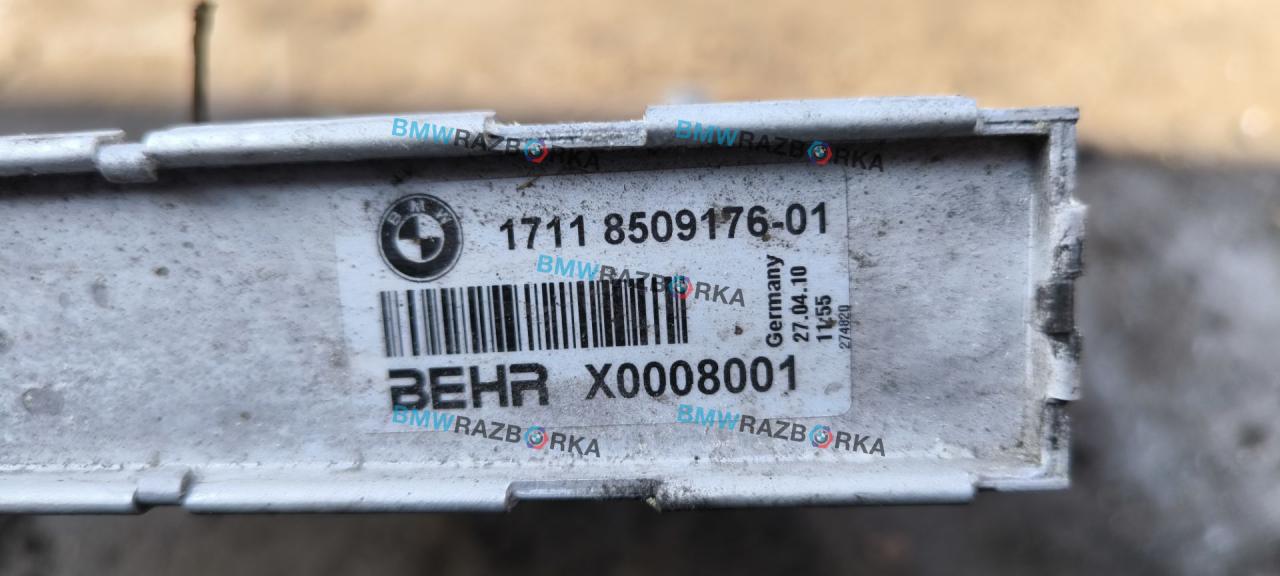 BMWRAZBORKA
BMWRAZBORKA
BMW
1711 8509176-01
BMWRAZBORKA
Germany
27.04.10
11/55
274820
BEHR X0008001
BMWRAZBORKA
BMWRAZBORKA